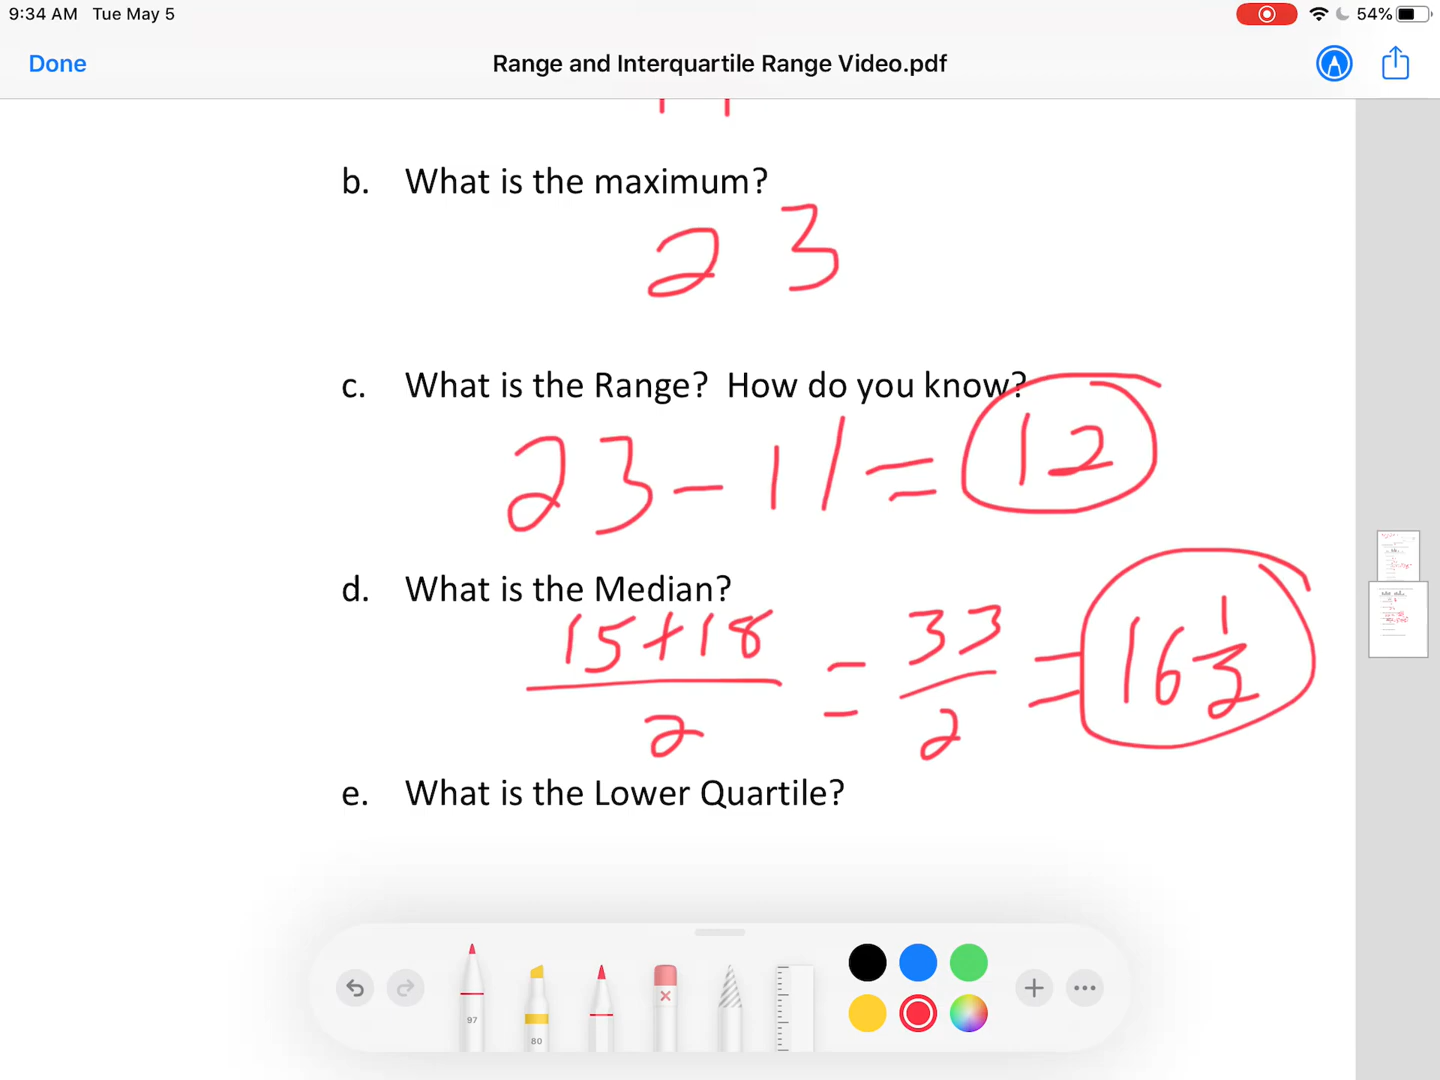 9:34 AM Tue May 5 54%
Done Range and Interquartile Range Video.pdf
b. What is the maximum?
23
c. What is the Range? How do you know?
23 - 11 = 12
d. What is the Median?
15+18/2 = 33/2 = 16 1/2
e. What is the Lower Quartile?
97
80